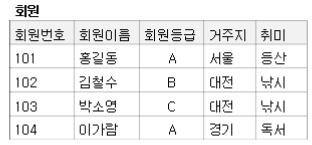 회원
회원번호 회원이름 회원등급 거주지 취미
101 홍길동 A 서울 등산
102 김철수 B 대전 낚시
103 박소영 C 대전 낚시
104 이가람 A 경기 독서